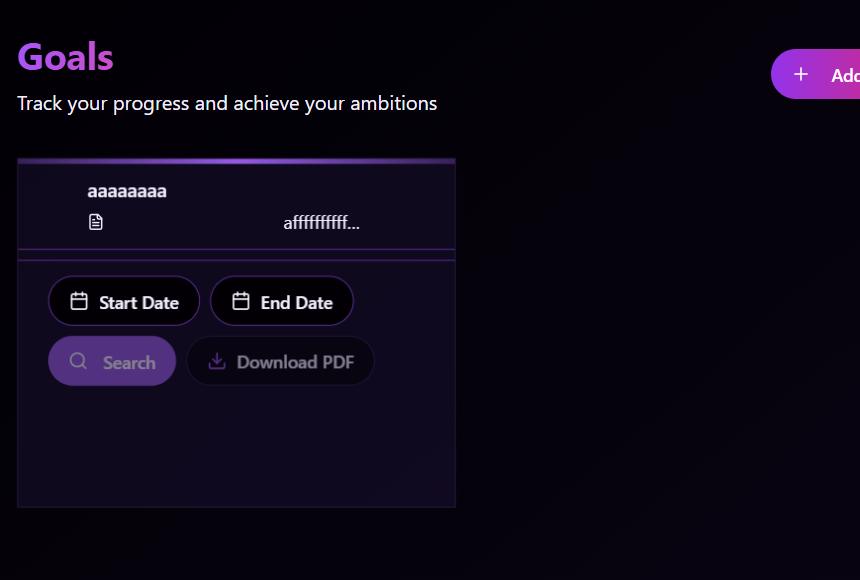 Goals
Add
Track your progress and achieve your ambitions
aaaaaaaa
affffffffff...
Start Date
End Date
Search
Download PDF